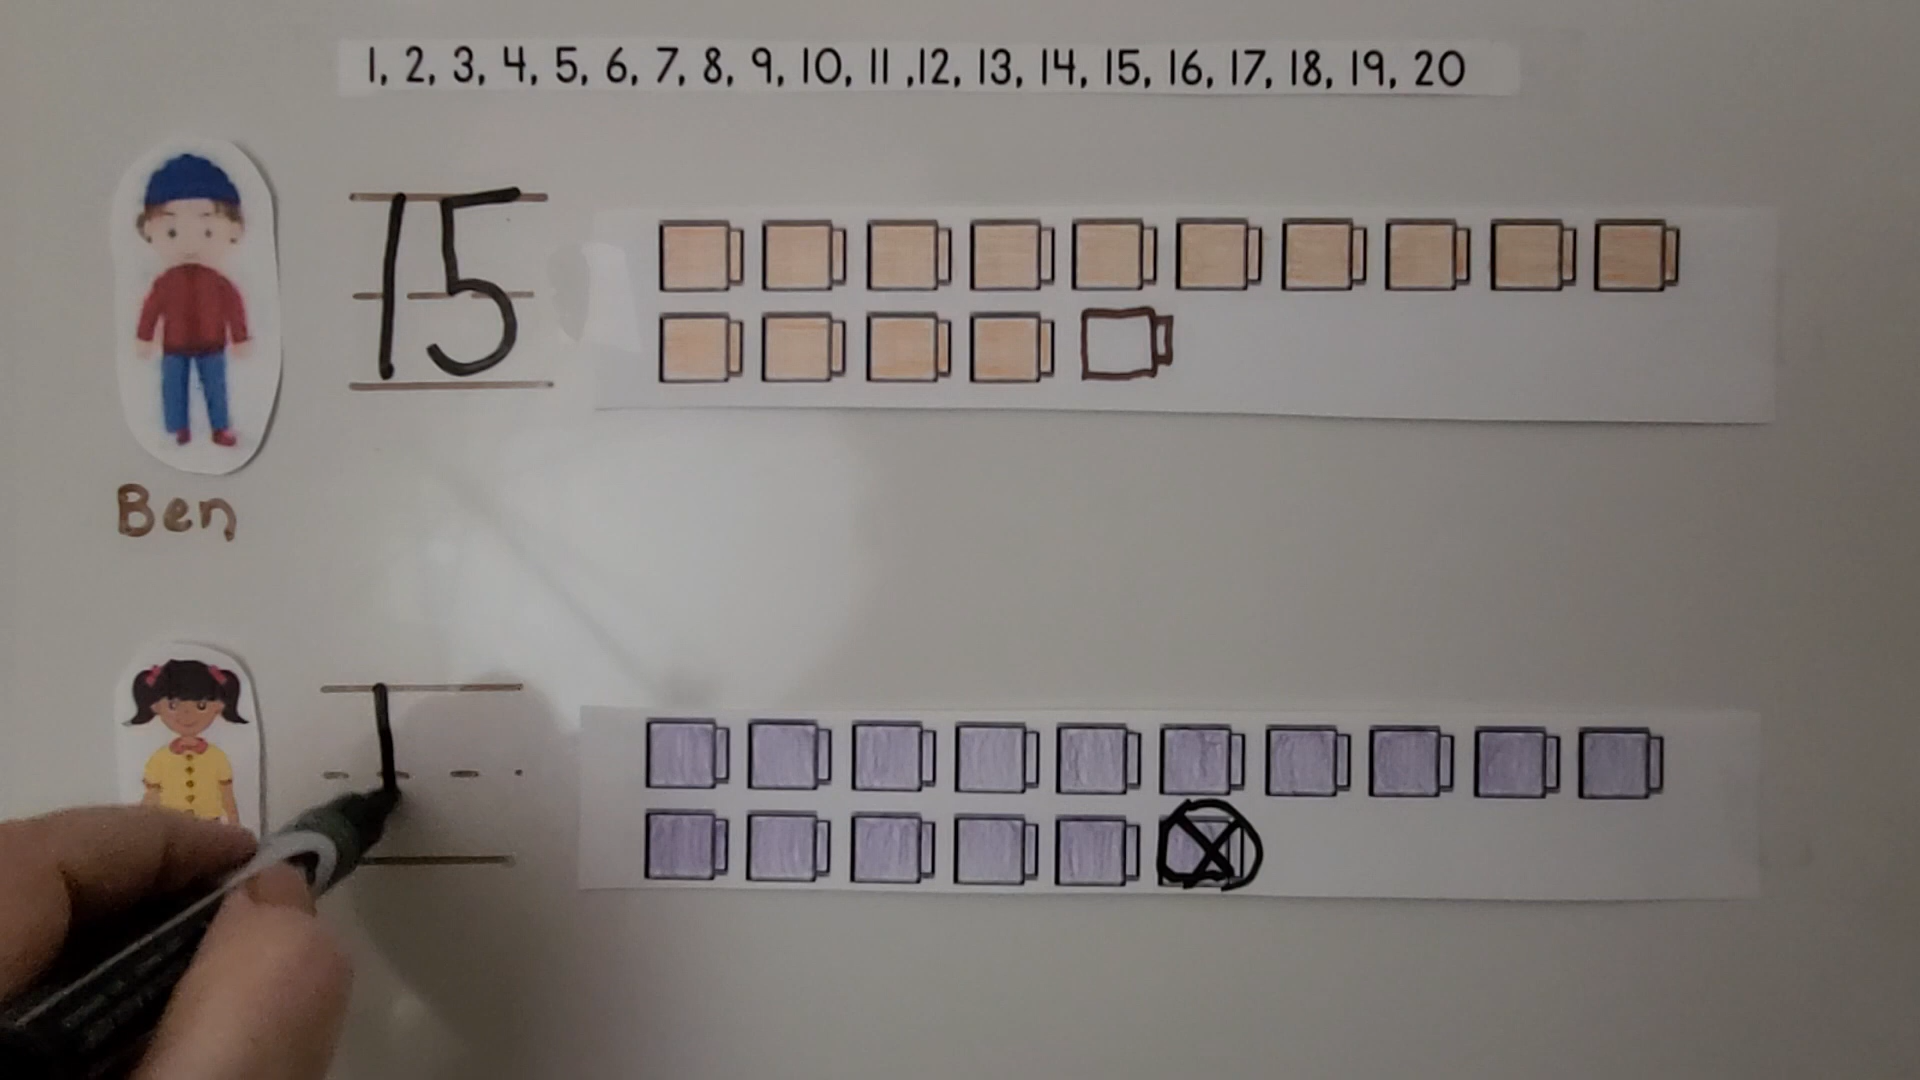 1, 2, 3, 4, 5, 6, 7, 8, 9, 10, 11 ,12, 13, 14, 15, 16, 17, 18, 19, 20
15
Ben
1